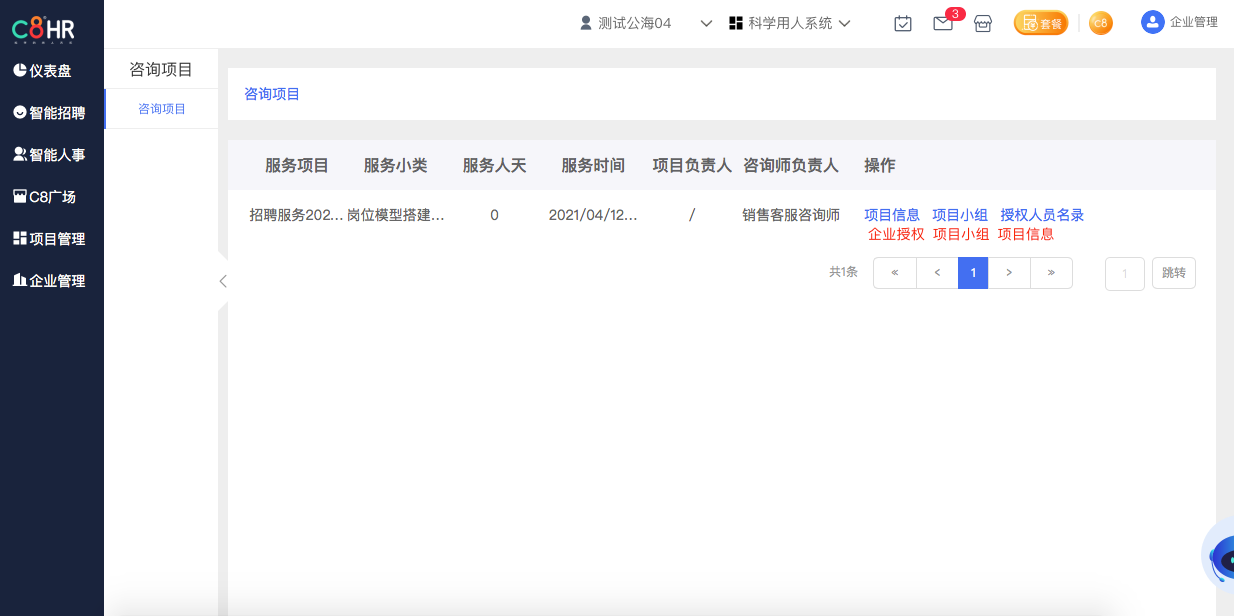 C8HR
测试公海04
科学用人系统
3
套餐
C8
企业管理
仪表盘
智能招聘
智能人事
C8广场
项目管理
企业管理
咨询项目
咨询项目
咨询项目
服务项目 服务小类 服务人天 服务时间 项目负责人 咨询师负责人 操作
招聘服务202... 岗位模型搭建... 0 2021/04/12... / 销售客服咨询师 项目信息 项目小组 授权人员名录
企业授权 项目小组 项目信息
共1条 « < 1 > » 1 跳转